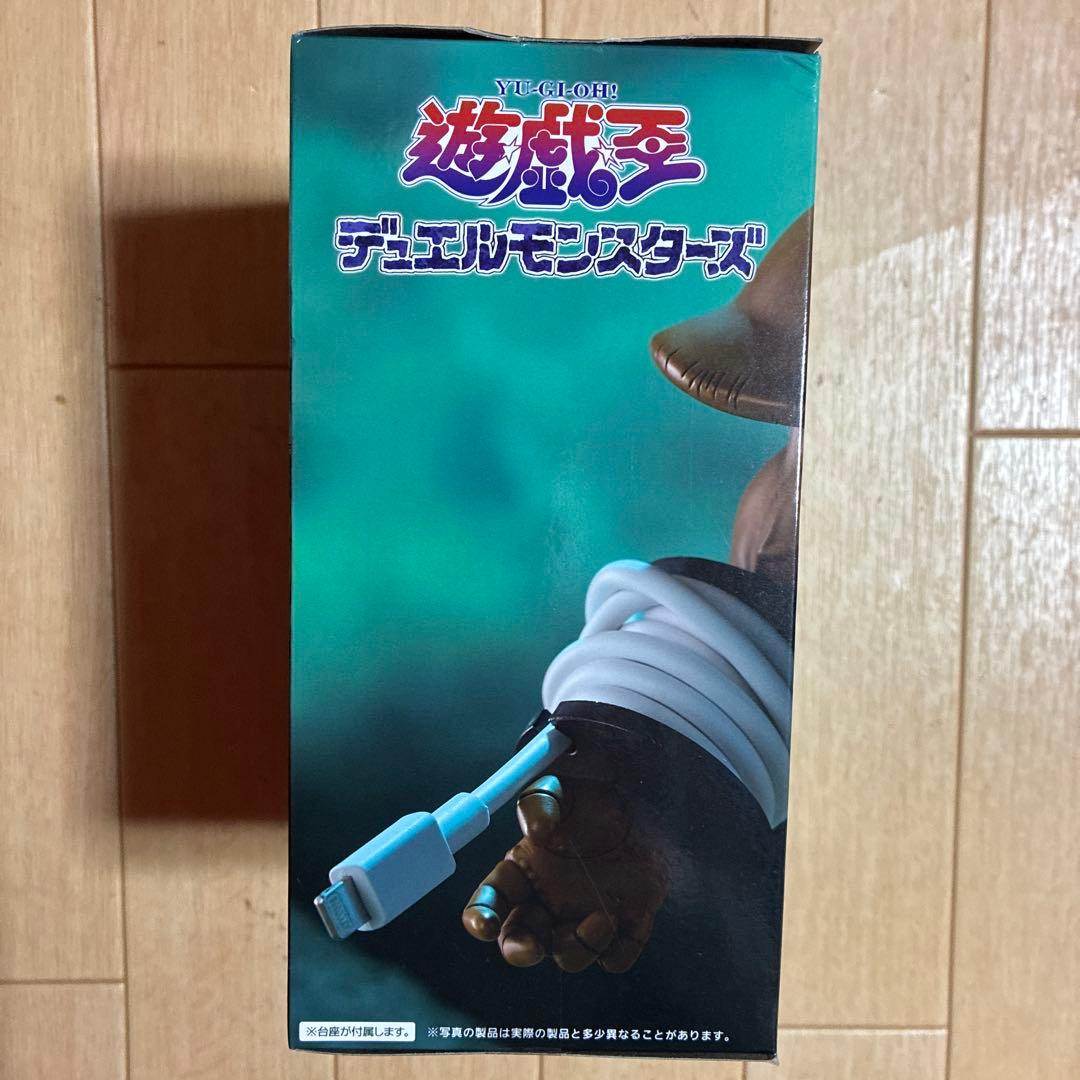 YU-GI-OH!
遊戯王
デュエルモンスターズ
※台座が付属します。 ※写真の製品は実際の製品と多少異なることがあります。